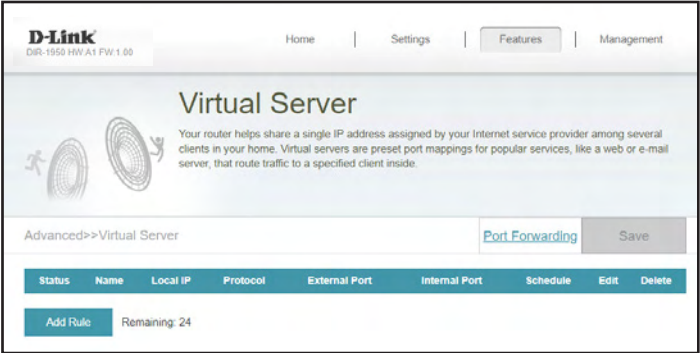 D-Link
DIR-1950 HW A1 FW:1.00
Home | Settings | Features | Management
Virtual Server
Your router helps share a single IP address assigned by your Internet service provider among several
clients in your home. Virtual servers are preset port mappings for popular services, like a web or e-mail
server, that route traffic to a specified client inside.
Advanced>>Virtual Server Port Forwarding Save
Status Name Local IP Protocol External Port Internal Port Schedule Edit Delete
Add Rule Remaining: 24